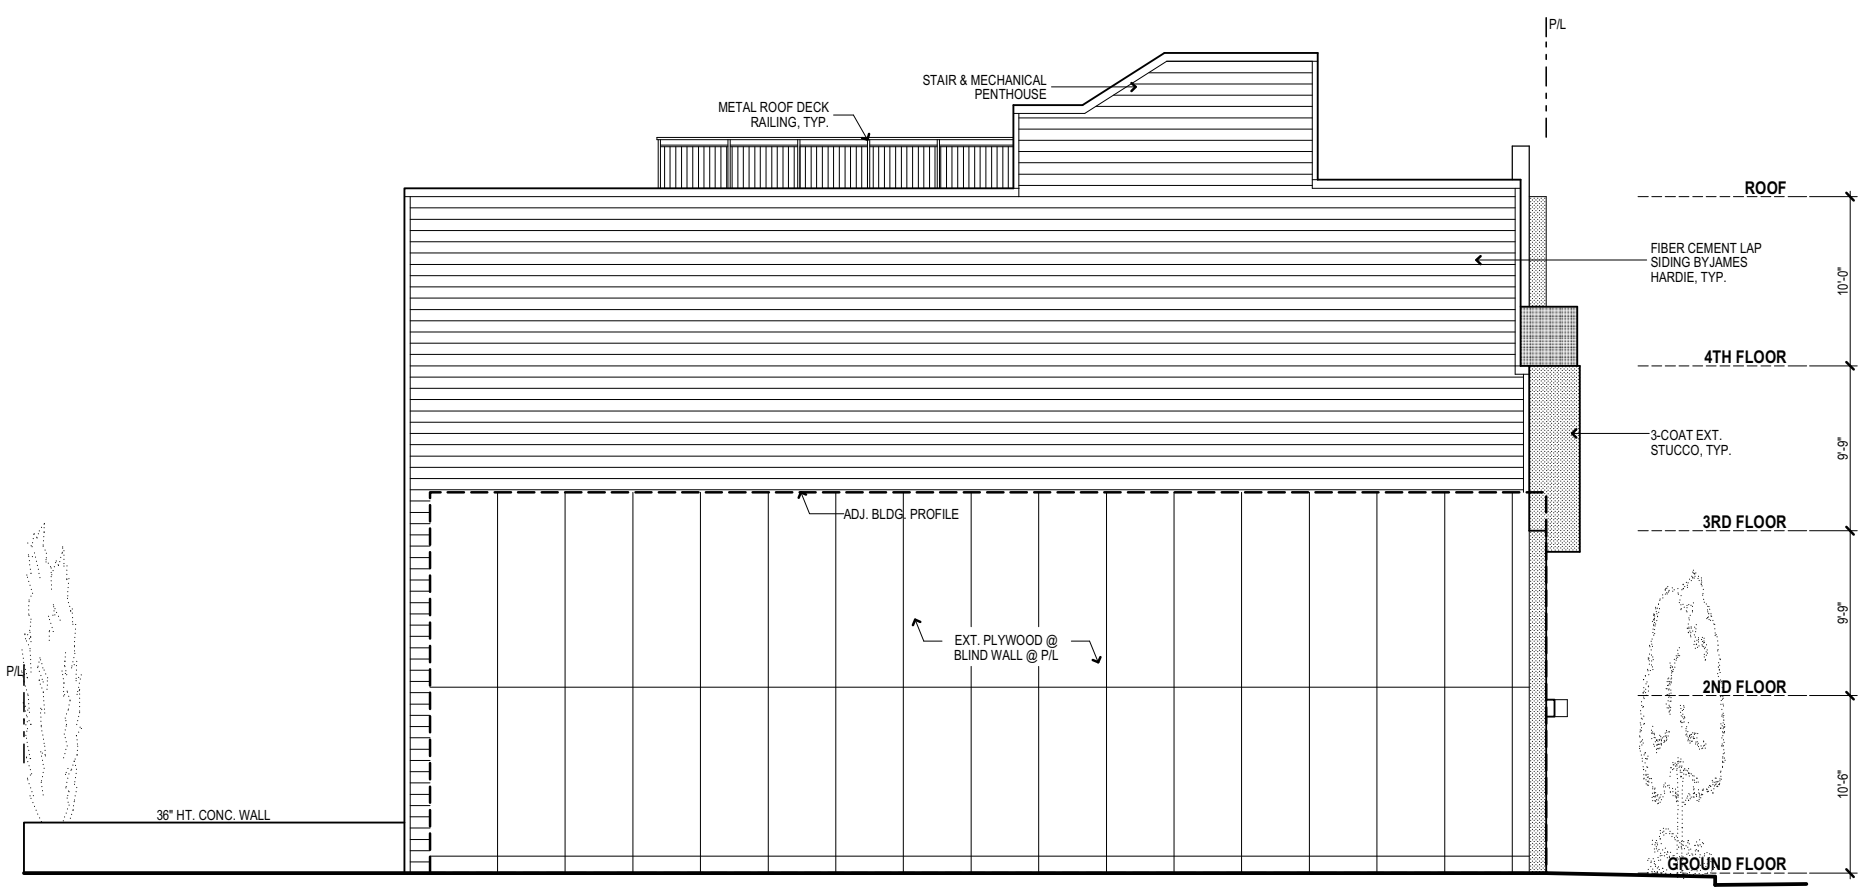 P/L
STAIR & MECHANICAL
PENTHOUSE
METAL ROOF DECK
RAILING, TYP.
ROOF
FIBER CEMENT LAP
SIDING BYJAMES
HARDIE, TYP.
10'-0"
4TH FLOOR
3-COAT EXT.
STUCCO, TYP.
9'-9"
ADJ. BLDG. PROFILE
3RD FLOOR
9'-9"
EXT. PLYWOOD @
BLIND WALL @ P/L
P/L
2ND FLOOR
10'-6"
36" HT. CONC. WALL
GROUND FLOOR